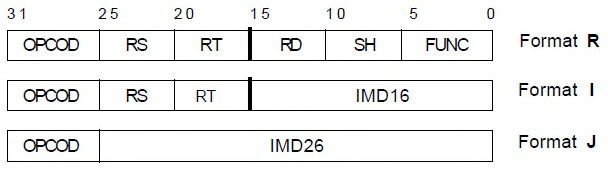 31 25 20 15 10 5 0
OPCOD RS RT RD SH FUNC Format R
OPCOD RS RT IMD16 Format I
OPCOD IMD26 Format J